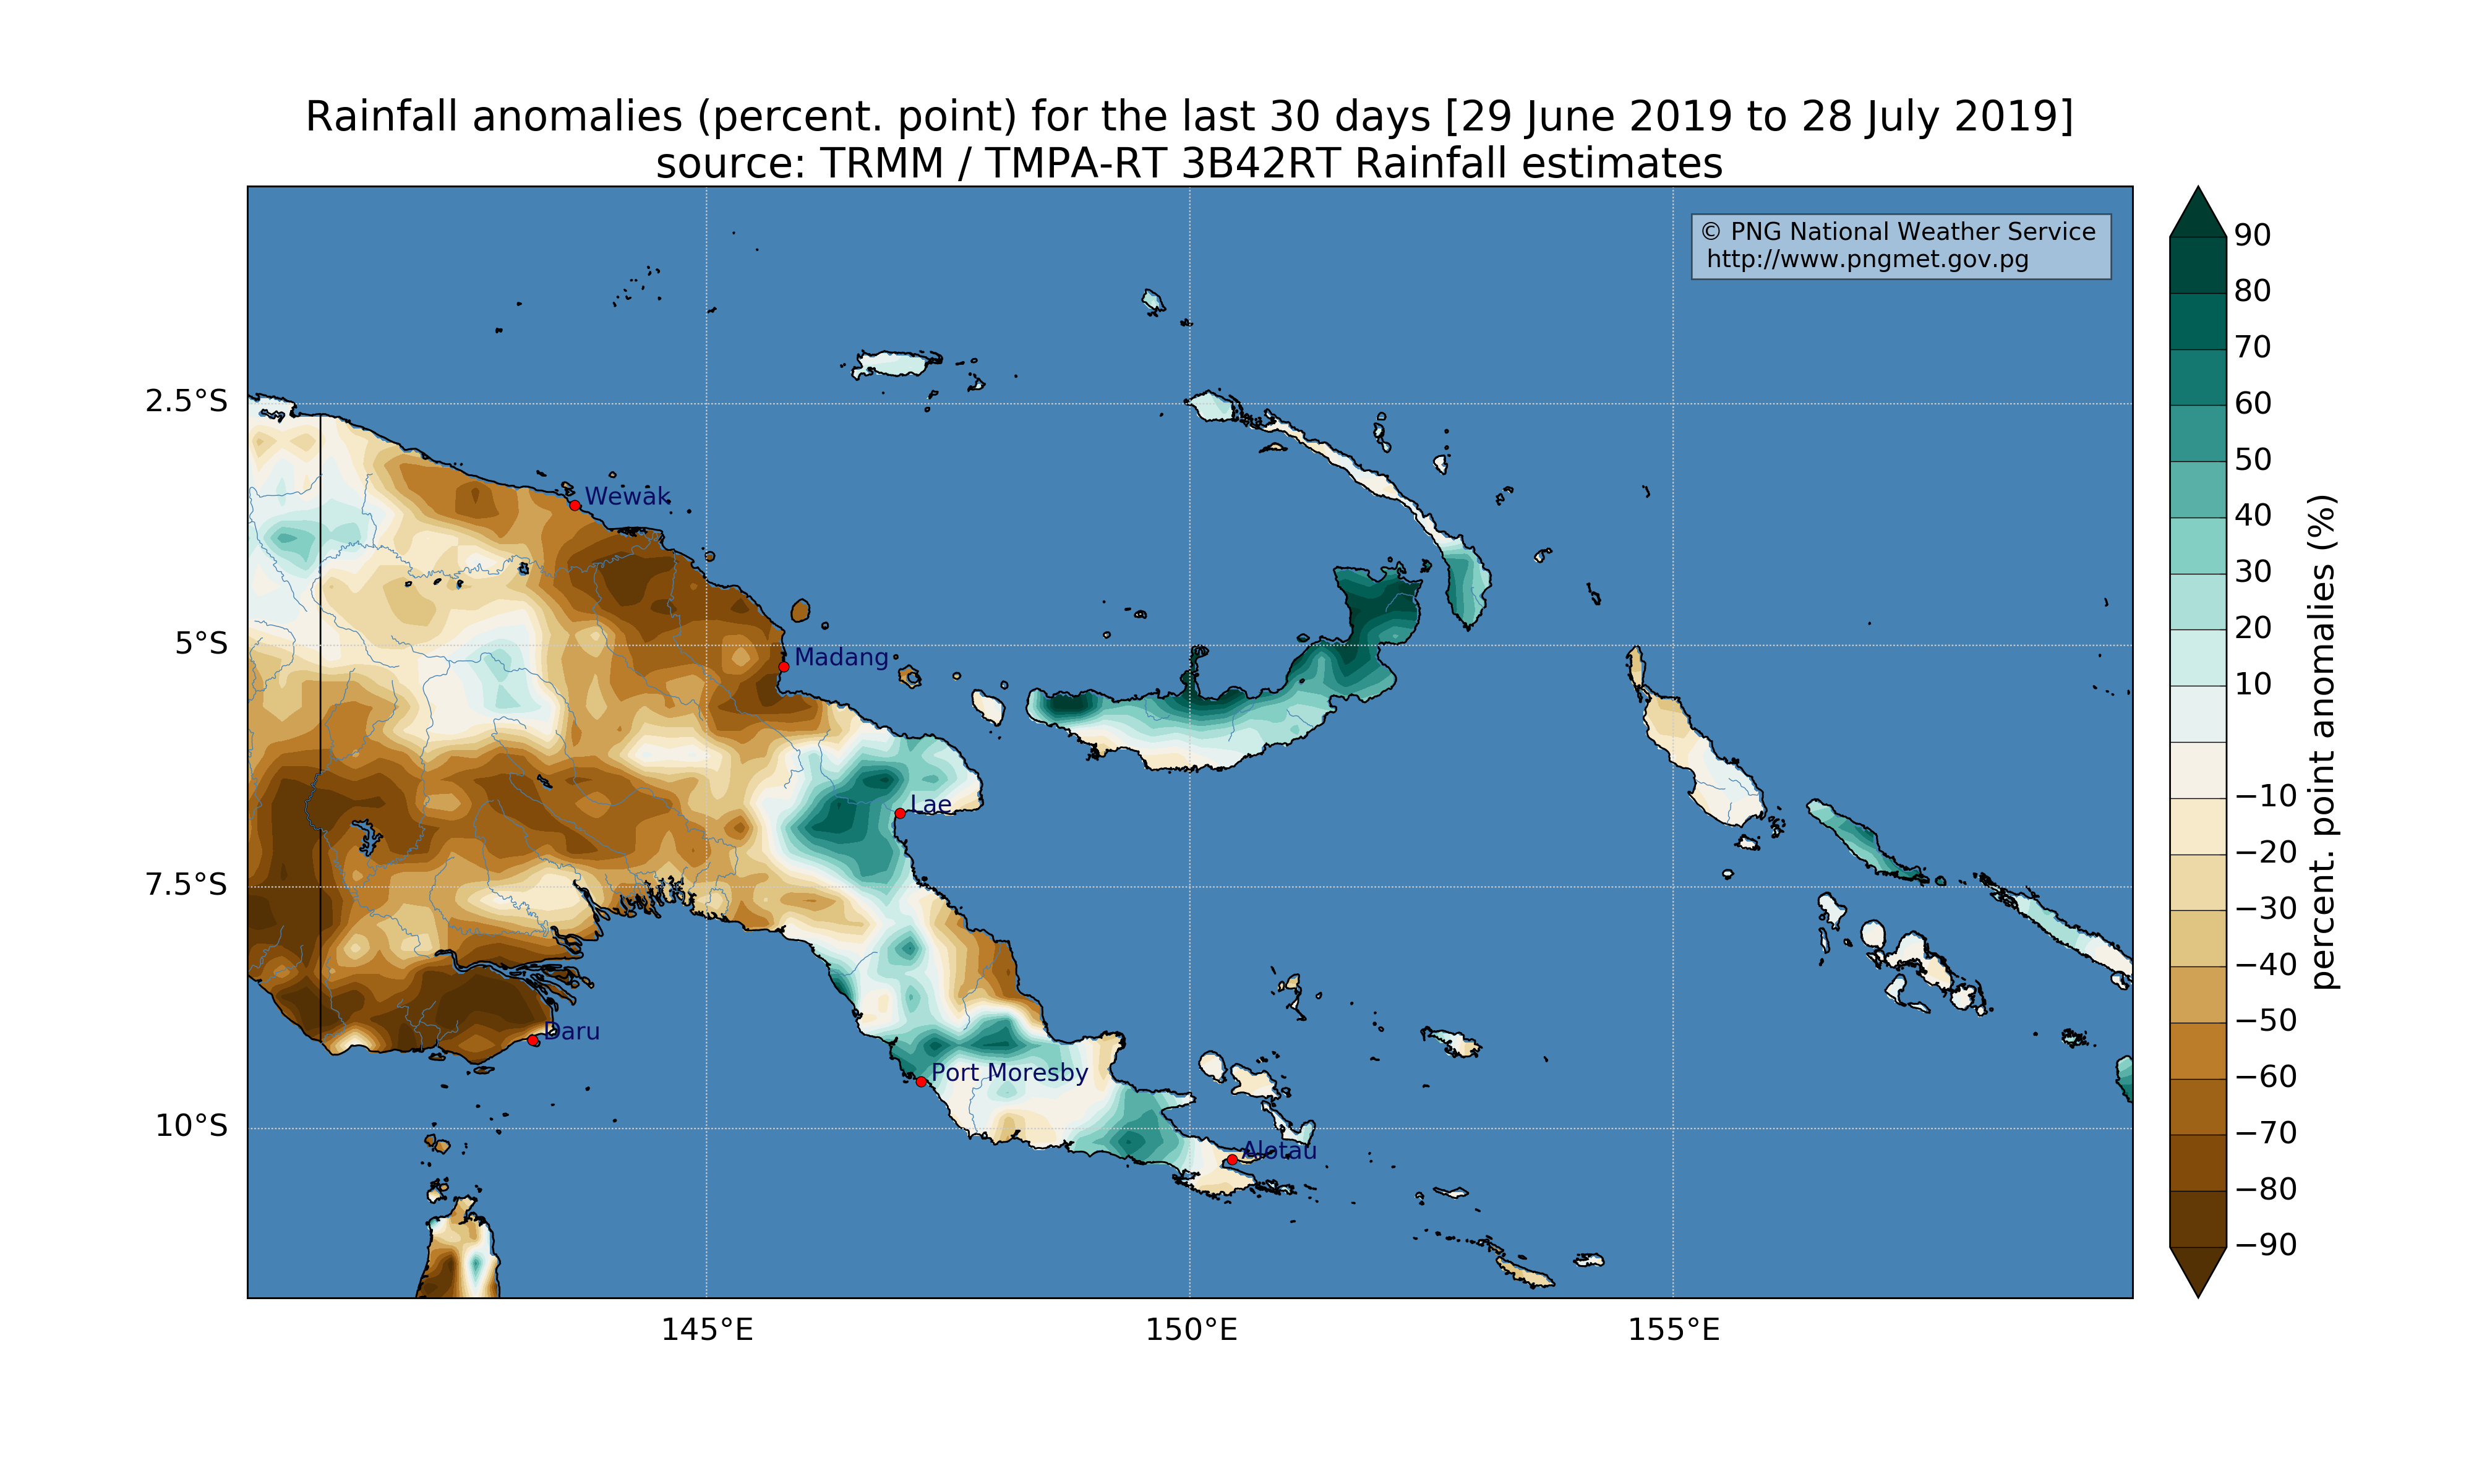 Rainfall anomalies (percent. point) for the last 30 days [29 June 2019 to 28 July 2019]
source: TRMM / TMPA-RT 3B42RT Rainfall estimates
© PNG National Weather Service
http://www.pngmet.gov.pg
2.5°S
5°S
7.5°S
10°S
145°E
150°E
155°E
Wewak
Madang
Lae
Daru
Port Moresby
Alotau
90
80
70
60
50
40
30
20
10
−10
−20
−30
−40
−50
−60
−70
−80
−90
percent. point anomalies (%)